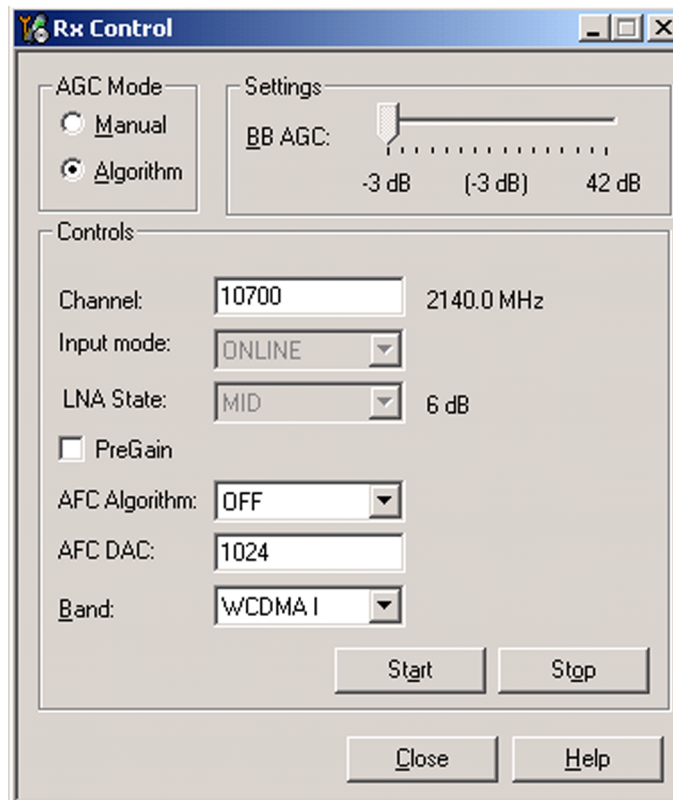 Rx Control
AGC Mode
Manual
Algorithm
Settings
BB AGC:
-3 dB (-3 dB) 42 dB
Controls
Channel: 10700 2140.0 MHz
Input mode: ONLINE
LNA State: MID 6 dB
PreGain
AFC Algorithm: OFF
AFC DAC: 1024
Band: WCDMA I
Start Stop
Close Help